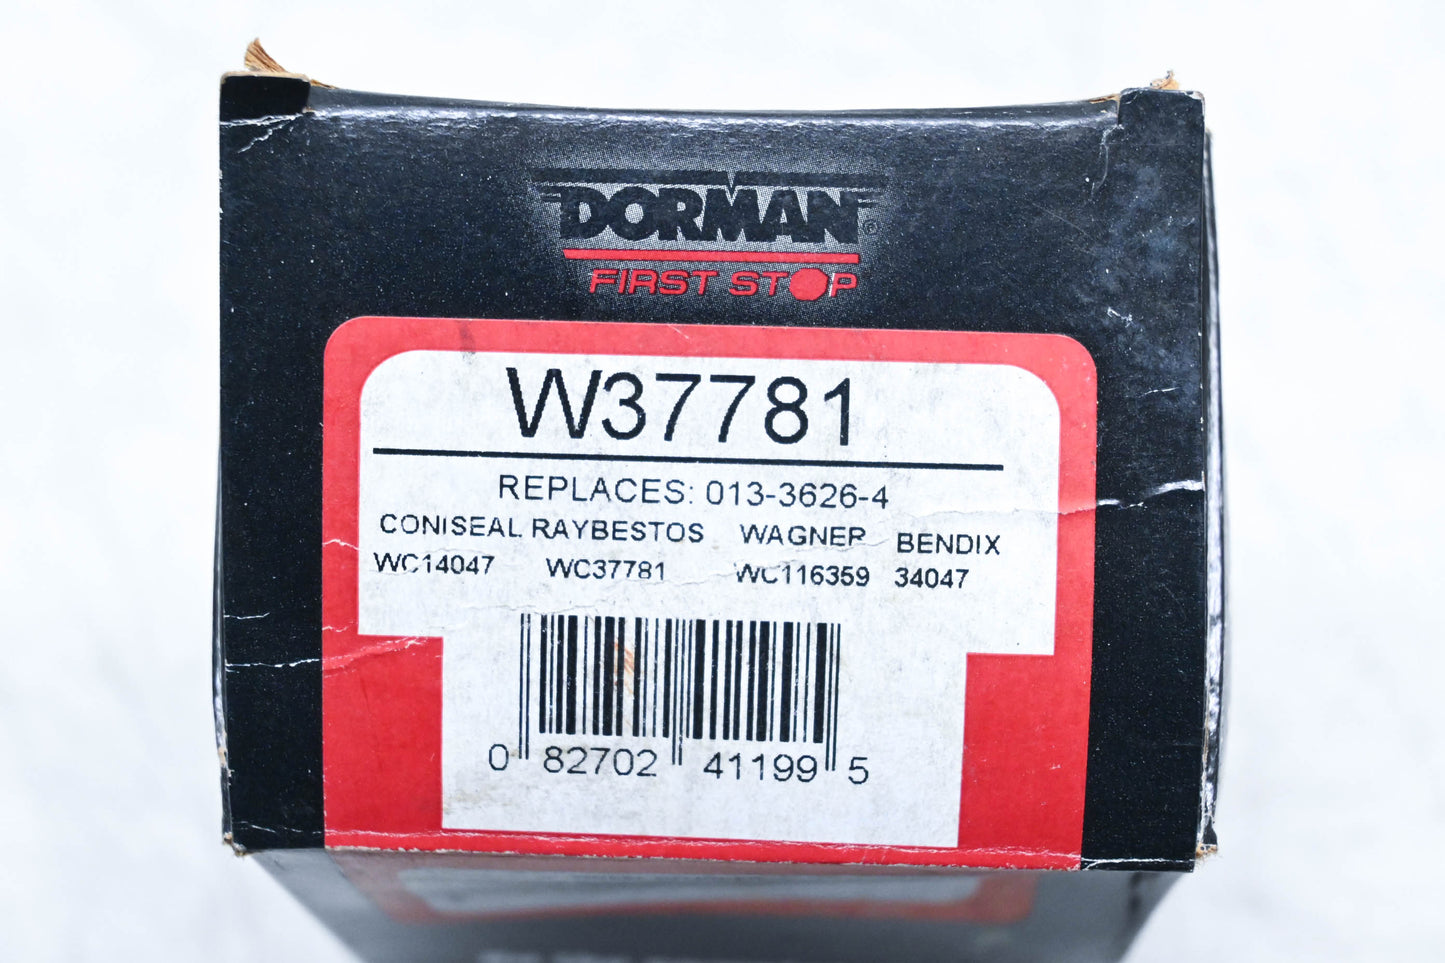 DORMAN®
FIRST STOP
W37781
REPLACES: 013-3626-4
CONISEAL RAYBESTOS WAGNER BENDIX
WC14047 WC37781 WC116359 34047
0 82702 41199 5